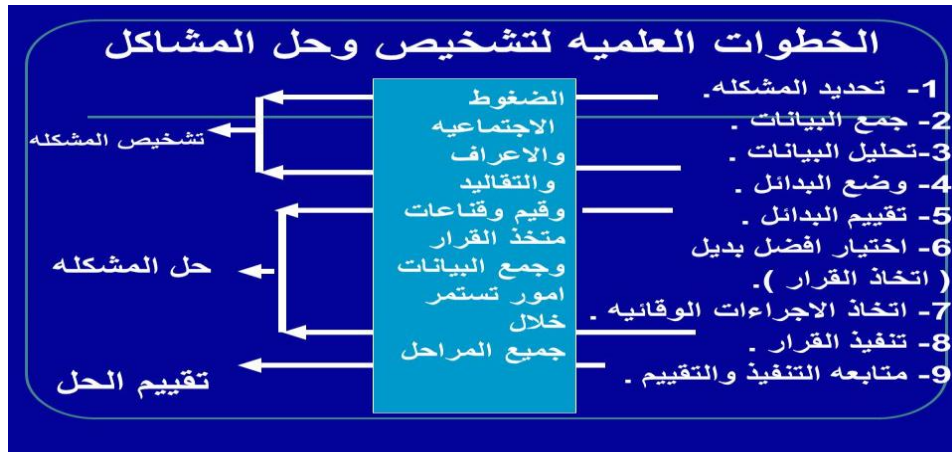 الخطوات العلميه لتشخيص وحل المشاكل
1- تحديد المشكله.
2- جمع البيانات .
3-تحليل البيانات .
4- وضع البدائل .
5- تقييم البدائل .
6- اختيار افضل بديل
( اتخاذ القرار ).
7- اتخاذ الاجراءات الوقائيه .
8- تنفيذ القرار .
9- متابعه التنفيذ والتقييم .
الضغوط
الاجتماعيه
والاعراف
والتقاليد
وقيم وقناعات
متخذ القرار
وجمع البيانات
امور تستمر
خلال
جميع المراحل
تشخيص المشكله
حل المشكله
تقييم الحل